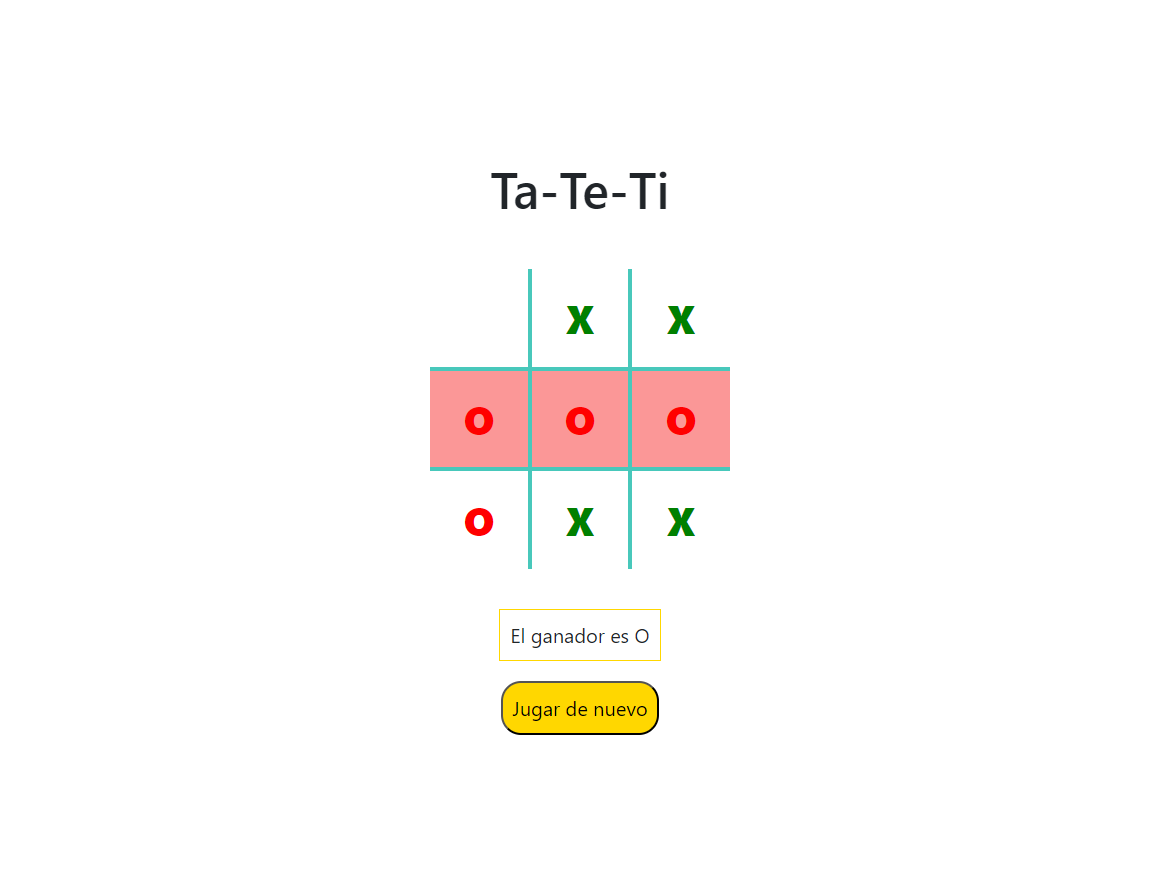 Ta-Te-Ti
X X
O O O
O X X
El ganador es O
Jugar de nuevo